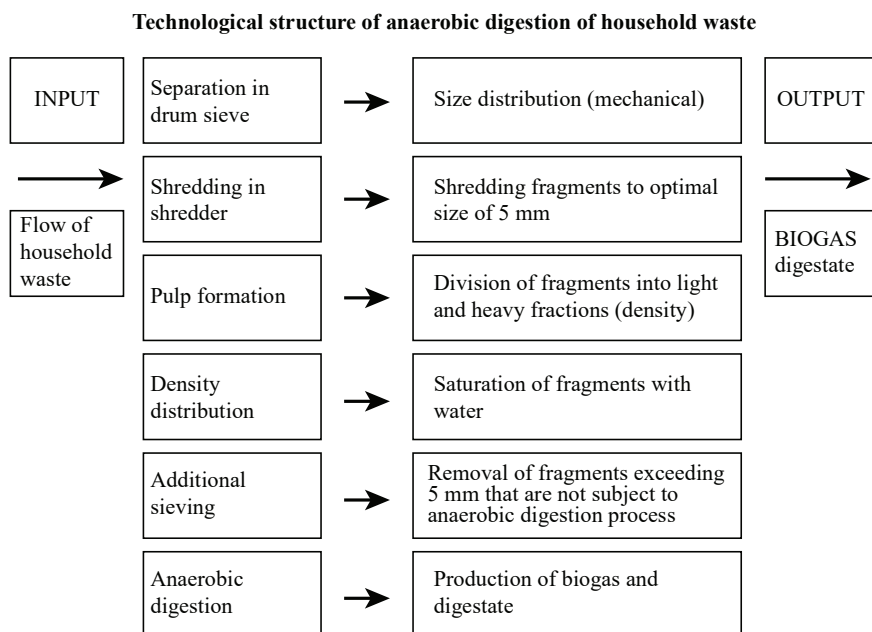 Technological structure of anaerobic digestion of household waste
INPUT
Flow of
household
waste
Separation in
drum sieve
Size distribution (mechanical)
Shredding in
shredder
Shredding fragments to optimal
size of 5 mm
Pulp formation
Division of fragments into light
and heavy fractions (density)
Density
distribution
Saturation of fragments with
water
Additional
sieving
Removal of fragments exceeding
5 mm that are not subject to
anaerobic digestion process
Anaerobic
digestion
Production of biogas and
digestate
OUTPUT
BIOGAS
digestate